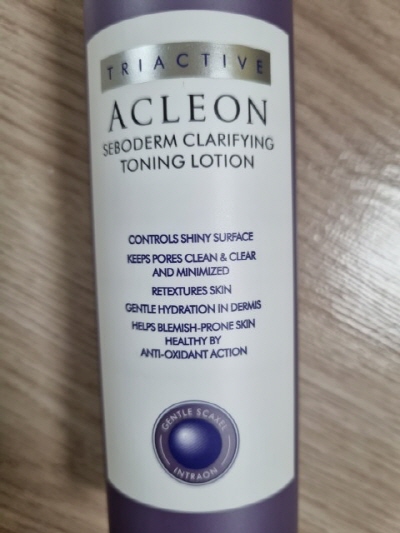 TRIACTIVE
ACLEON
SEBODERM CLARIFYING
TONING LOTION
CONTROLS SHINY SURFACE
KEEPS PORES CLEAN & CLEAR
AND MINIMIZED
RETEXTURES SKIN
GENTLE HYDRATION IN DERMIS
HELPS BLEMISH-PRONE SKIN
HEALTHY BY
ANTI-OXIDANT ACTION
GENTLE SCAXEL
INTRAON